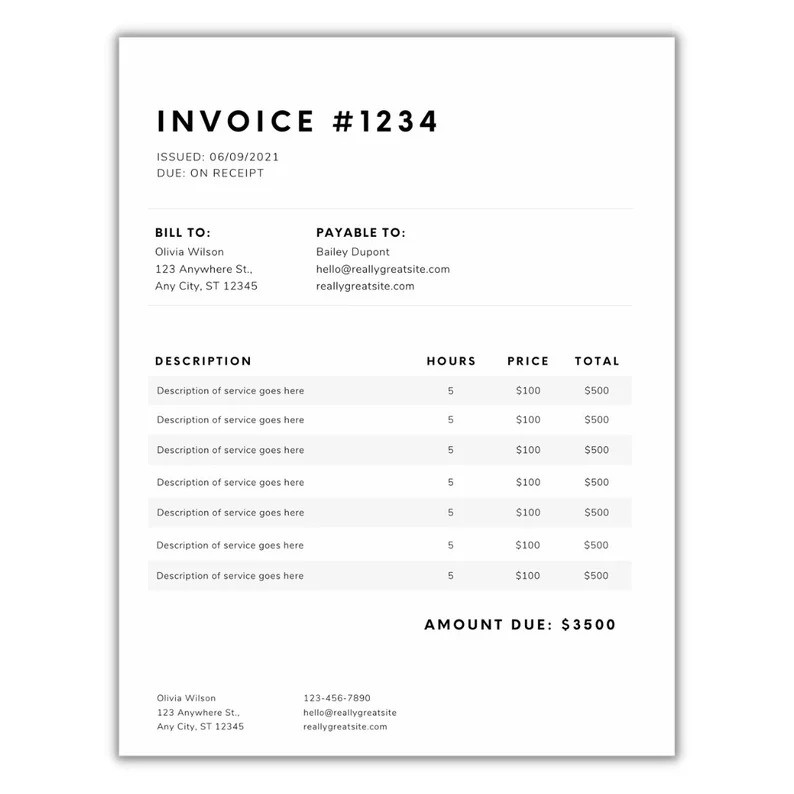 INVOICE #1234
ISSUED: 06/09/2021
DUE: ON RECEIPT
BILL TO:
Olivia Wilson
123 Anywhere St.,
Any City, ST 12345
PAYABLE TO:
Bailey Dupont
hello@reallygreatsite.com
reallygreatsite.com
DESCRIPTION HOURS PRICE TOTAL
Description of service goes here 5 $100 $500
Description of service goes here 5 $100 $500
Description of service goes here 5 $100 $500
Description of service goes here 5 $100 $500
Description of service goes here 5 $100 $500
Description of service goes here 5 $100 $500
Description of service goes here 5 $100 $500
AMOUNT DUE: $3500
Olivia Wilson
123 Anywhere St.,
Any City, ST 12345
123-456-7890
hello@reallygreatsite
reallygreatsite.com